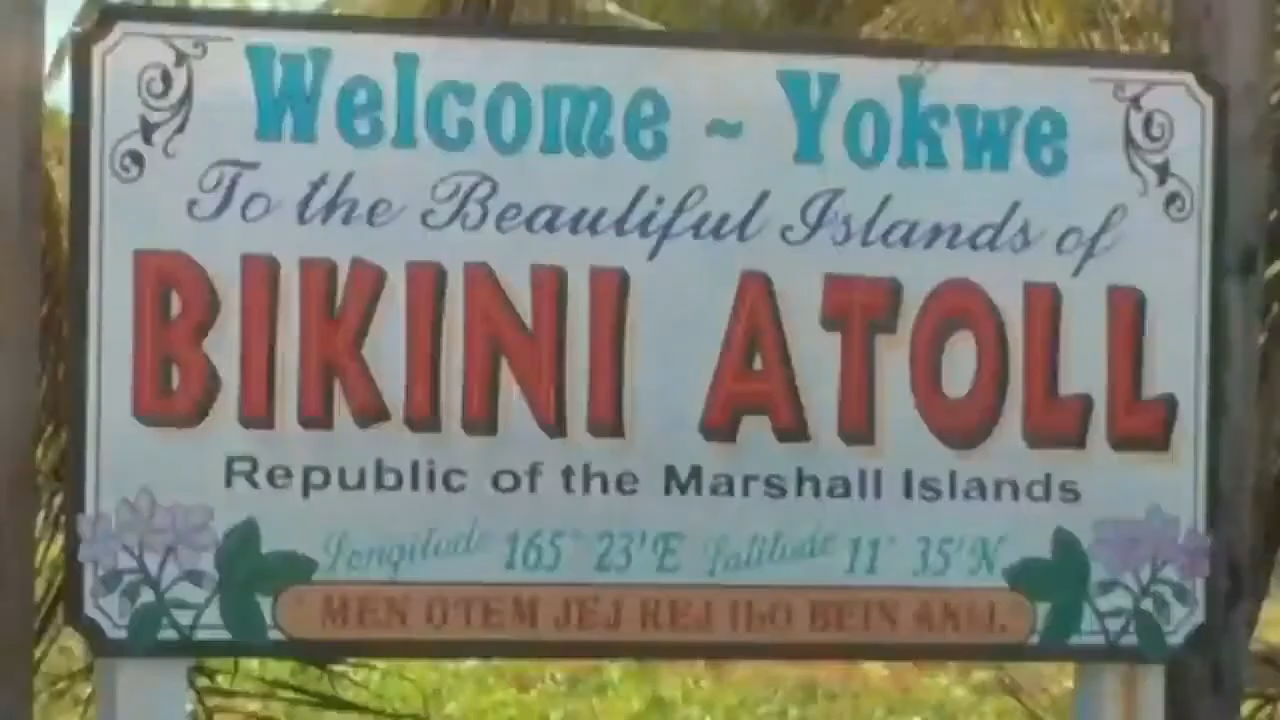 Welcome ~ Yokwe
To the Beautiful Islands of
BIKINI ATOLL
Republic of the Marshall Islands
Longitude 165° 23'E Latitude 11° 35'N
MEN OTEM JEJ REJ ILO BEIN ANIJ.